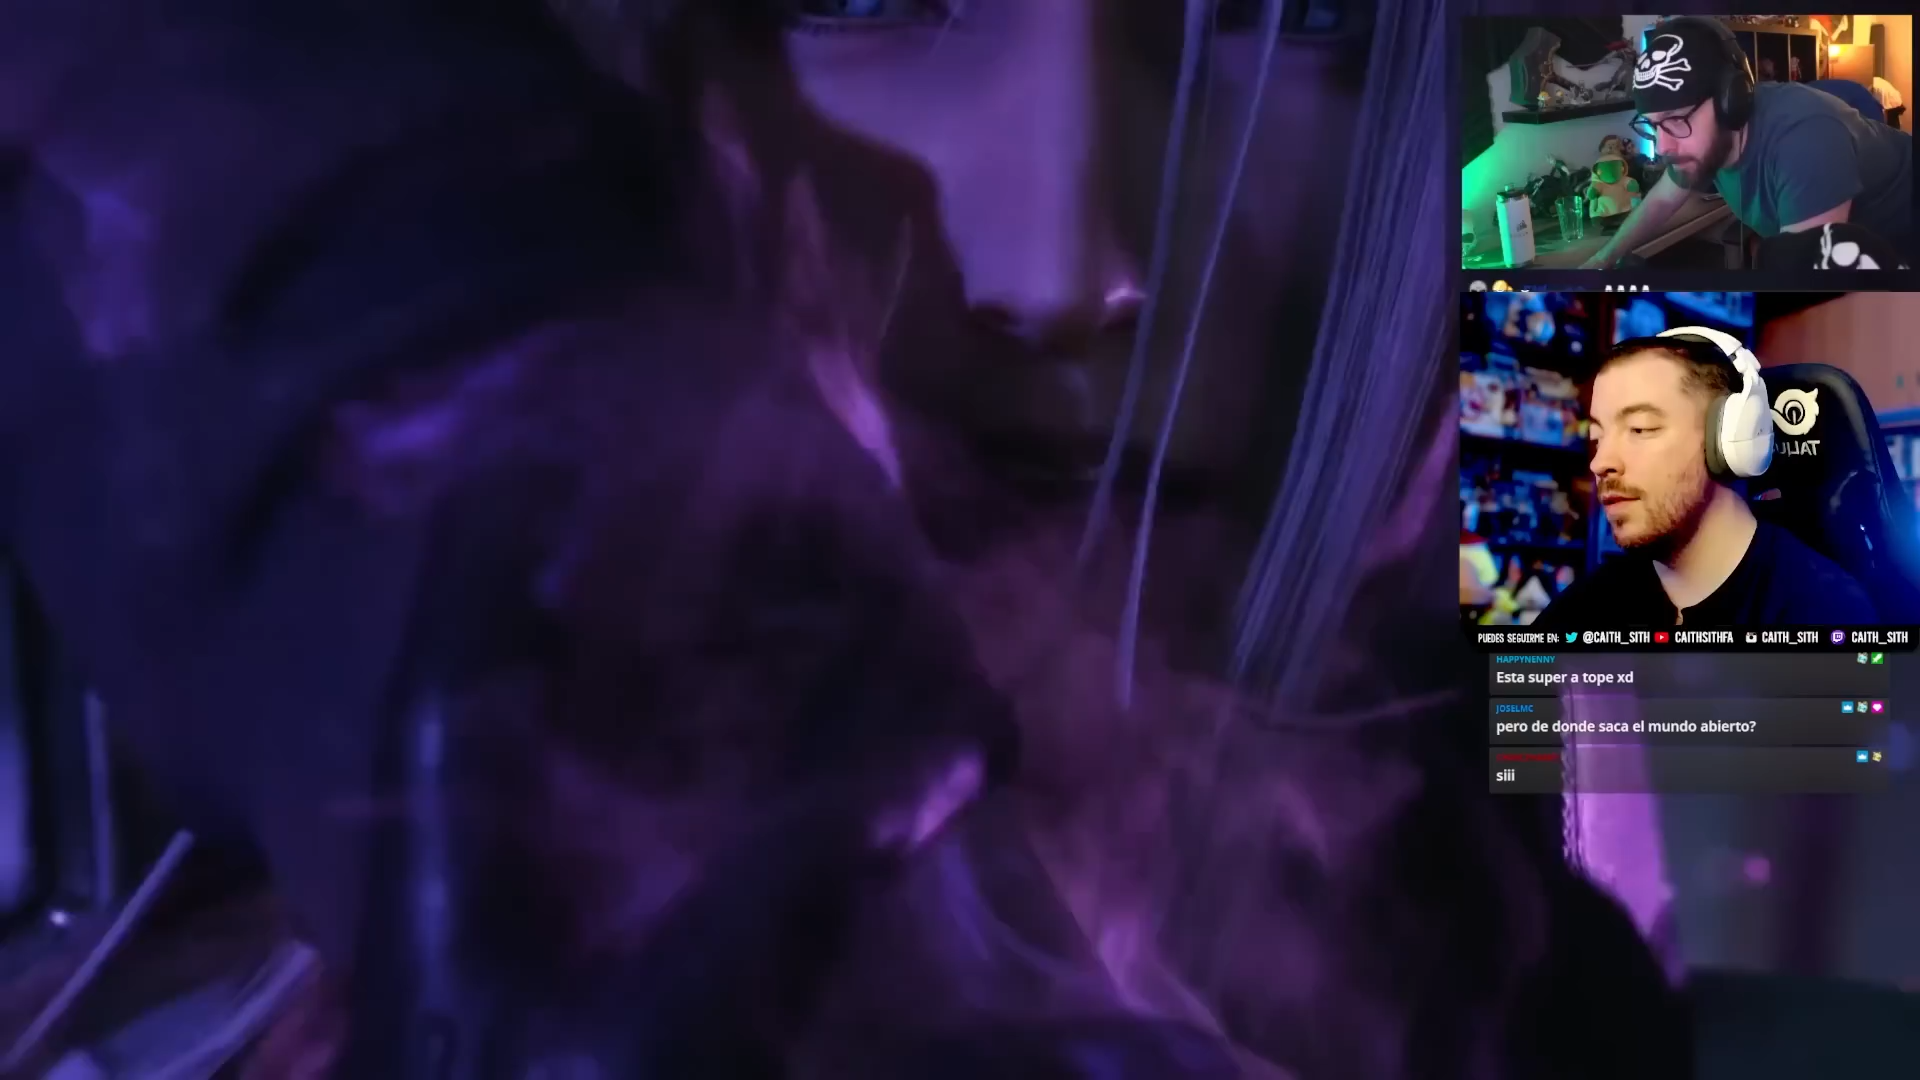 PUEDES SEGUIRME EN: @CAITH_SITH CAITHSITHFA CAITH_SITH CAITH_SITH
HAPPYNENNY
Esta super a tope xd
JOSELMC
pero de donde saca el mundo abierto?
siii